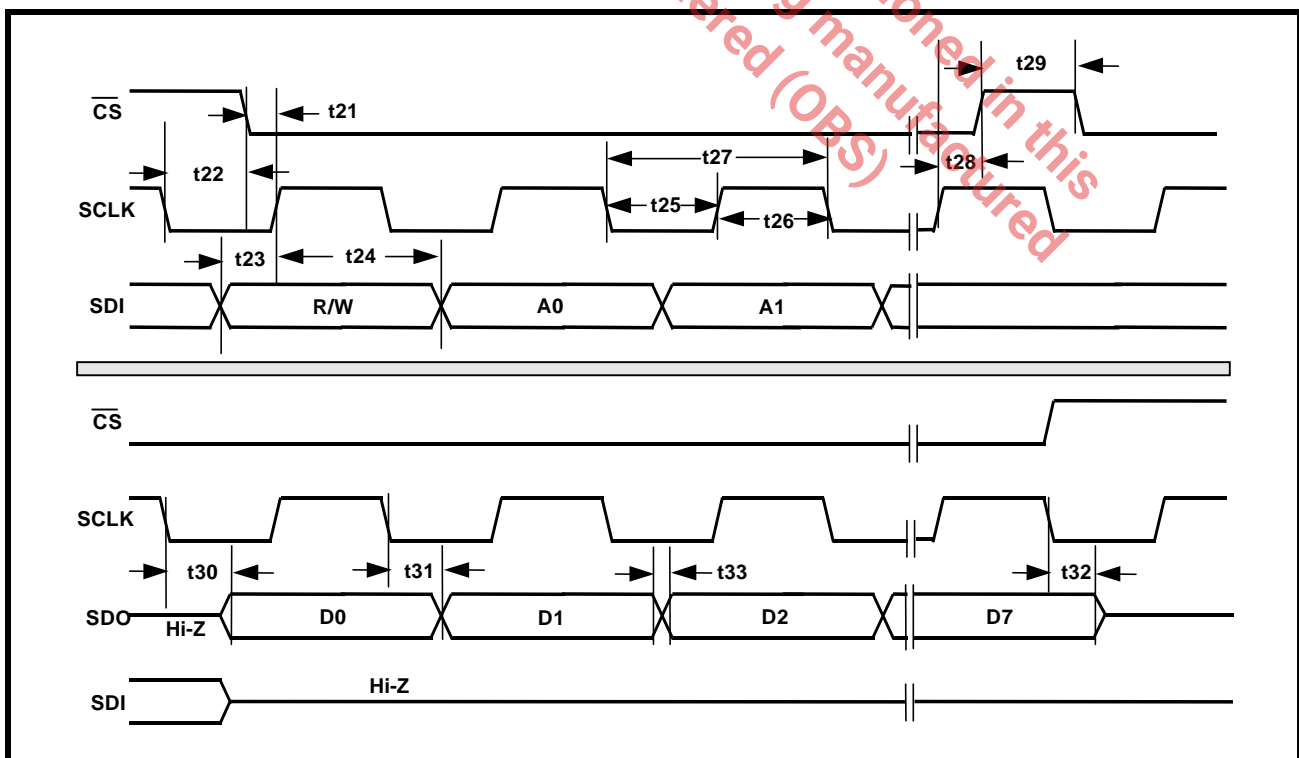 oned in this
g manufactured
ered (OBS)
t29
CS
t21
t27
t28
t22
SCLK
t25
t26
t23
t24
SDI
R/W
A0
A1
CS
SCLK
t30
t31
t33
t32
SDO
Hi-Z
D0
D1
D2
D7
Hi-Z
SDI